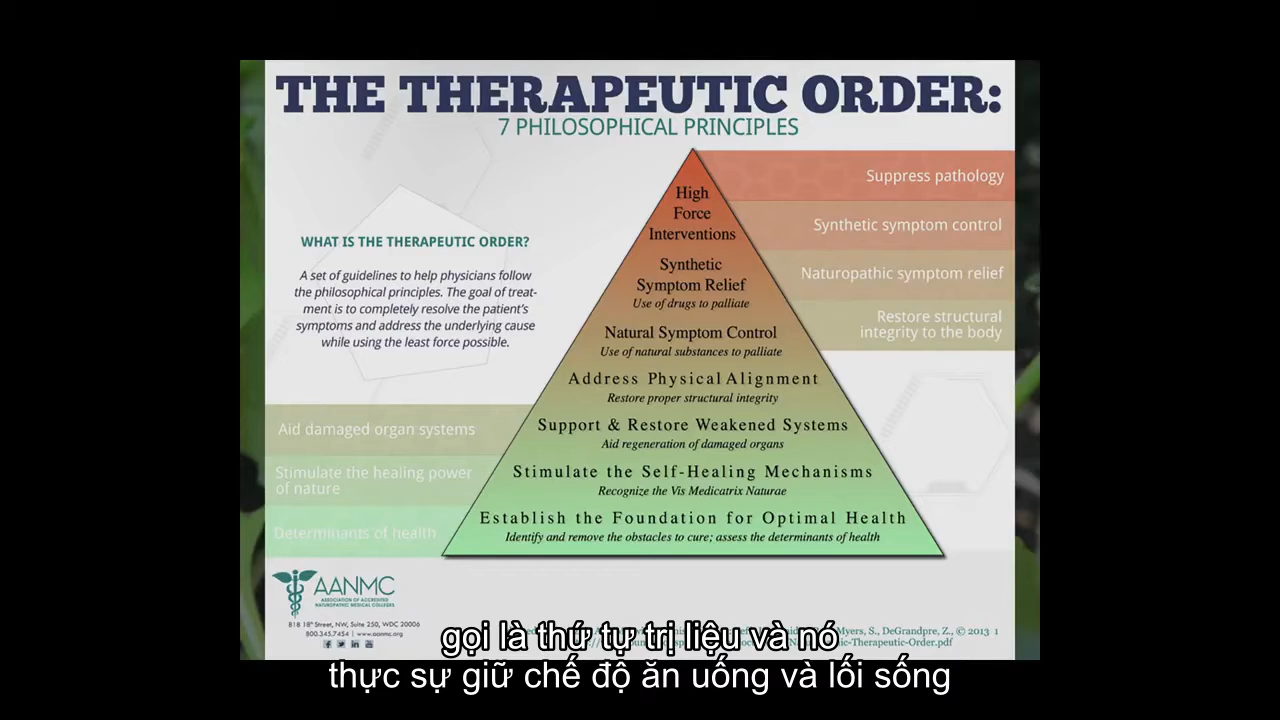 THE THERAPEUTIC ORDER:
7 PHILOSOPHICAL PRINCIPLES
WHAT IS THE THERAPEUTIC ORDER?
A set of guidelines to help physicians follow
the philosophical principles. The goal of treat-
ment is to completely resolve the patient's
symptoms and address the underlying cause
while using the least force possible.
High
Force
Interventions
Synthetic
Symptom Relief
Use of drugs to palliate
Natural Symptom Control
Use of natural substances to palliate
Address Physical Alignment
Restore proper structural integrity
Support & Restore Weakened Systems
Aid regeneration of damaged organs
Stimulate the Self-Healing Mechanisms
Recognize the Vis Medicatrix Naturae
Establish the Foundation for Optimal Health
Identify and remove the obstacles to cure; assess the determinants of health
Suppress pathology
Synthetic symptom control
Naturopathic symptom relief
Restore structural
integrity to the body
Aid damaged organ systems
Stimulate the healing power
of nature
Determinants of health
AANMC
ASSOCIATION OF ACCREDITED
NATUROPATHIC MEDICAL COLLEGES
818 18th Street, NW, Suite 250, WDC 20006
800.345.7454 | www.aanmc.org
Myers, S., DeGrandpre, Z., © 2013 1
-Therapeutic-Order.pdf
gọi là thứ tự trị liệu và nó
thực sự giữ chế độ ăn uống và lối sống